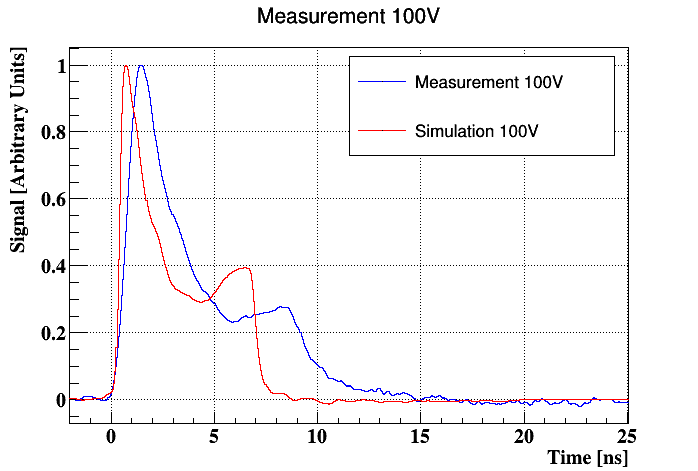 Measurement 100V
Signal [Arbitrary Units]
1
0.8
0.6
0.4
0.2
0
Measurement 100V
Simulation 100V
0 5 10 15 20 25
Time [ns]